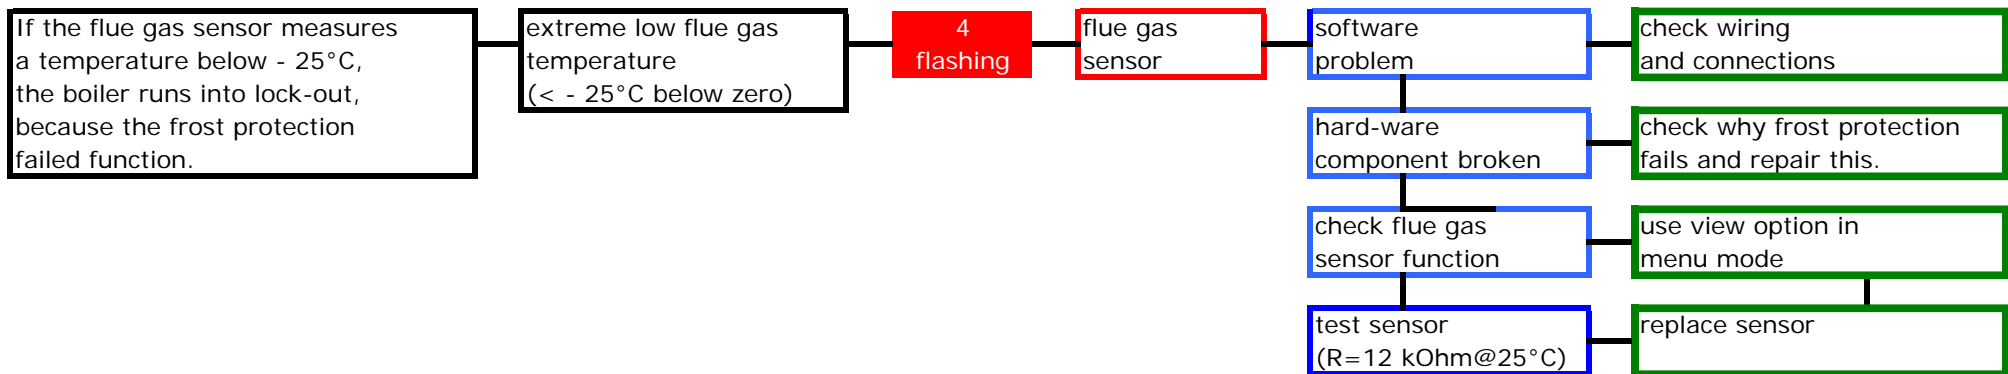 If the flue gas sensor measures
a temperature below - 25°C,
the boiler runs into lock-out,
because the frost protection
failed function.
extreme low flue gas
temperature
(< - 25°C below zero)
4
flashing
flue gas
sensor
software
problem
check wiring
and connections
hard-ware
component broken
check why frost protection
fails and repair this.
check flue gas
sensor function
use view option in
menu mode
test sensor
(R=12 kOhm@25°C)
replace sensor